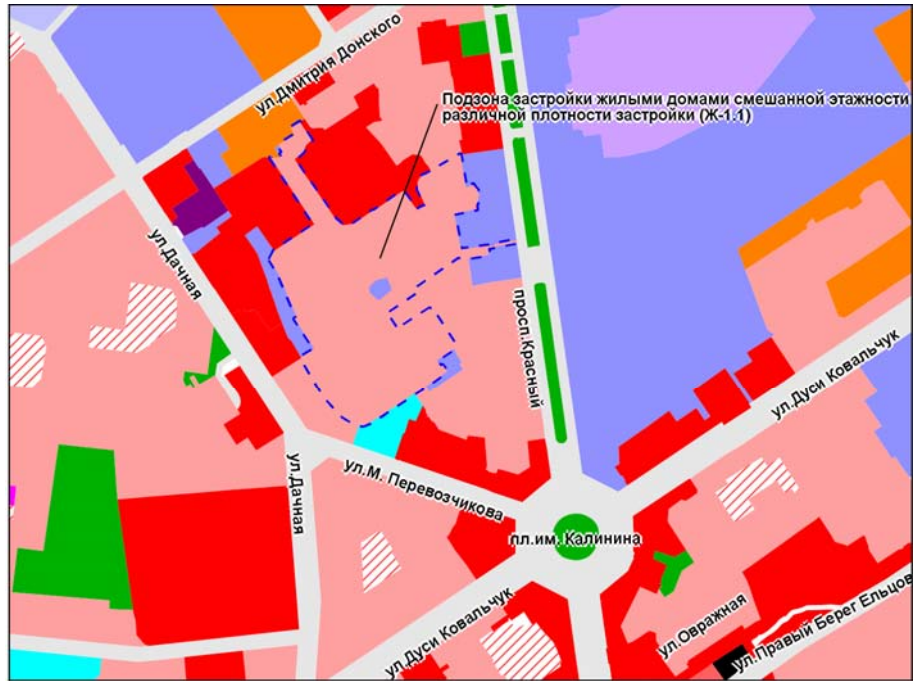 ул.Дмитрия Донского
Подзона застройки жилыми домами смешанной этажности
различной плотности застройки (Ж-1.1)
ул.Дачная
просп.Красный
ул.Дуси Ковальчук
ул.Дачная
ул.М. Перевозчикова
пл.им. Калинина
ул.Дуси Ковальчук
ул.Овражная
ул.Правый Берег Ельцов